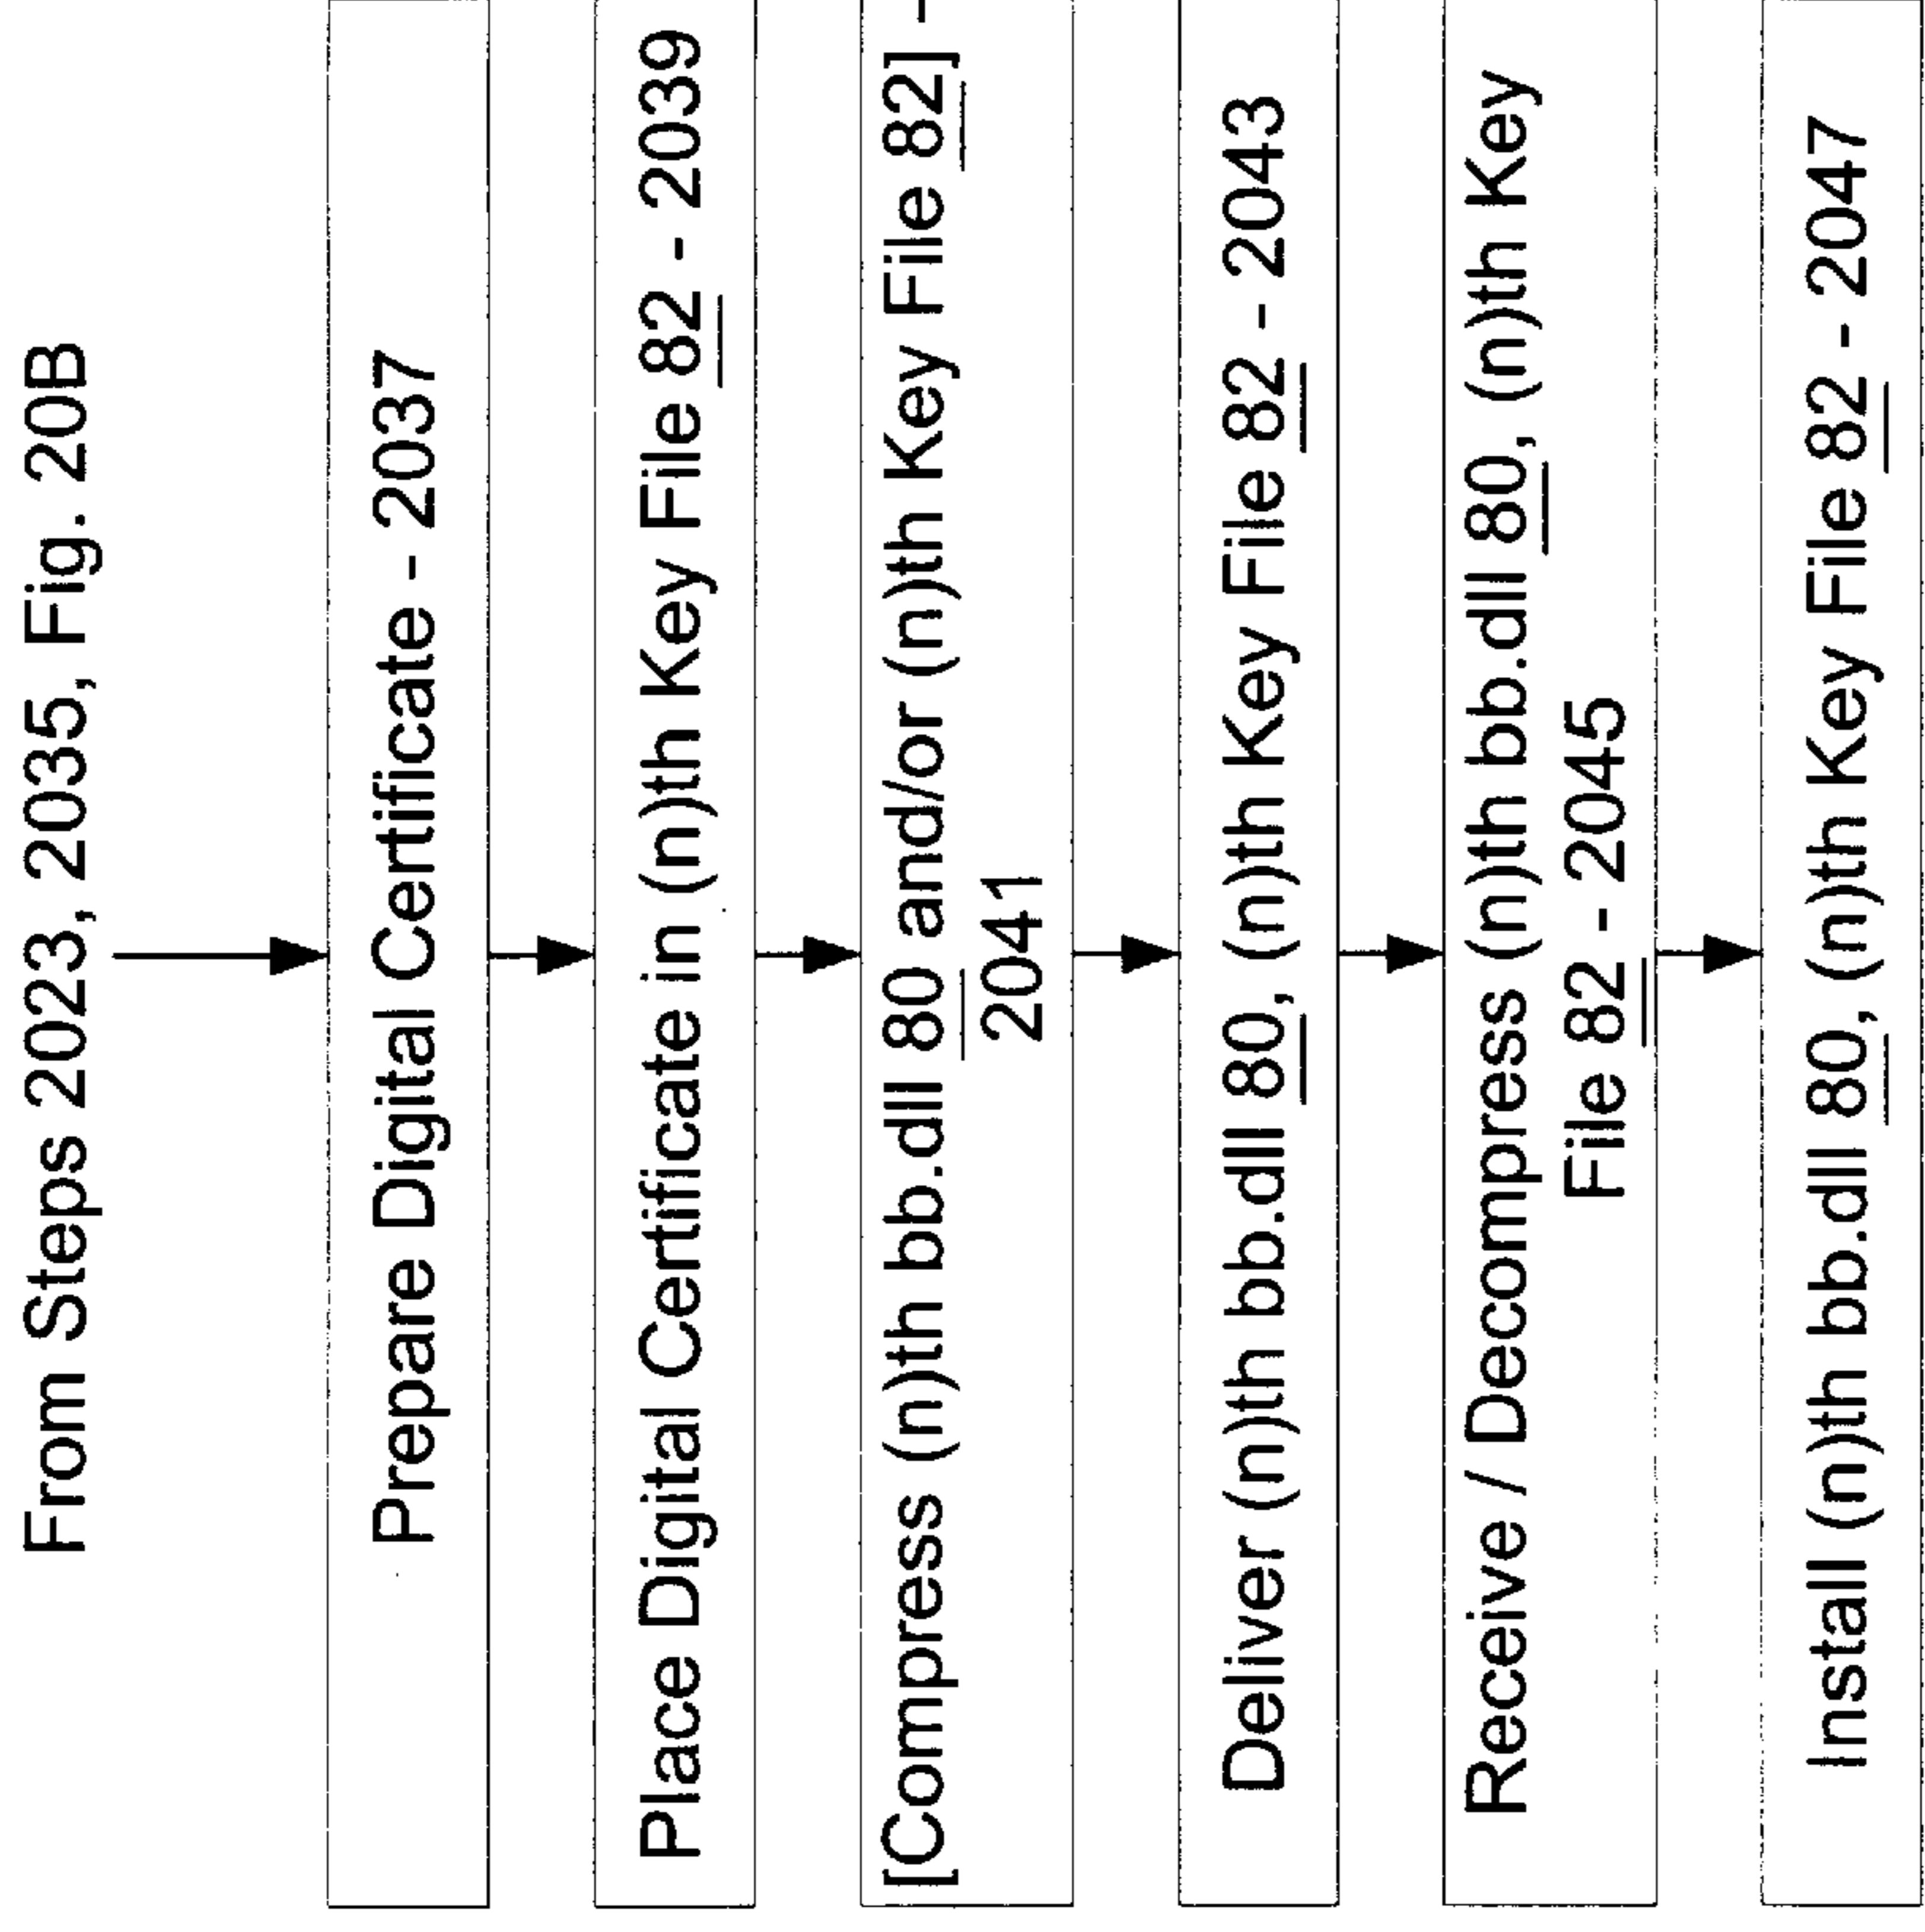 From Steps 2023, 2035, Fig. 20B
Prepare Digital Certificate - 2037
Place Digital Certificate in (n)th Key File 82 - 2039
[Compress (n)th bb.dll 80 and/or (n)th Key File 82] -
2041
Deliver (n)th bb.dll 80, (n)th Key File 82 - 2043
Receive / Decompress (n)th bb.dll 80, (n)th Key
File 82 - 2045
Install (n)th bb.dll 80, (n)th Key File 82 - 2047